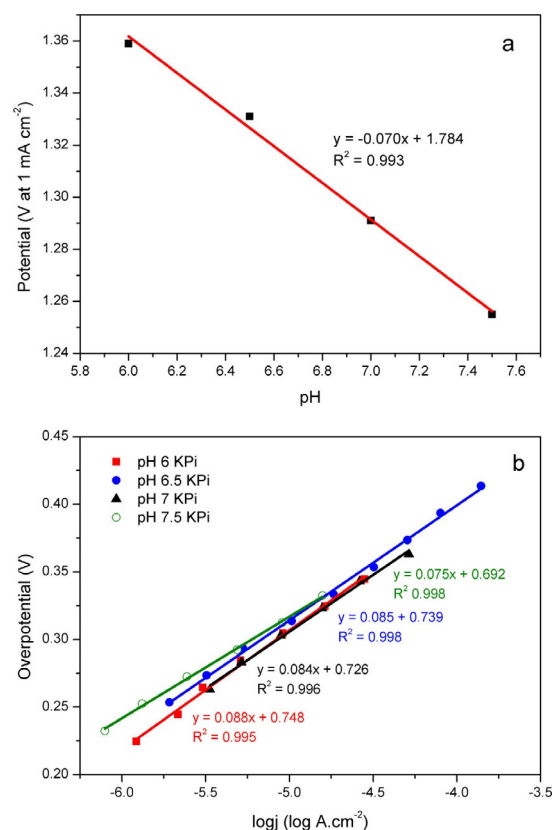 a
1.36
1.34
1.32
1.30
1.28
1.26
1.24
Potential (V at 1 mA cm⁻²)
y = -0.070x + 1.784
R² = 0.993
5.8 6.0 6.2 6.4 6.6 6.8 7.0 7.2 7.4 7.6
pH
b
0.45
0.40
0.35
0.30
0.25
0.20
Overpotential (V)
pH 6 KPi
pH 6.5 KPi
pH 7 KPi
pH 7.5 KPi
y = 0.075x + 0.692
R² 0.998
y = 0.085 + 0.739
R² = 0.998
y = 0.084x + 0.726
R² = 0.996
y = 0.088x + 0.748
R² = 0.995
-6.0 -5.5 -5.0 -4.5 -4.0 -3.5
logj (log A.cm⁻²)